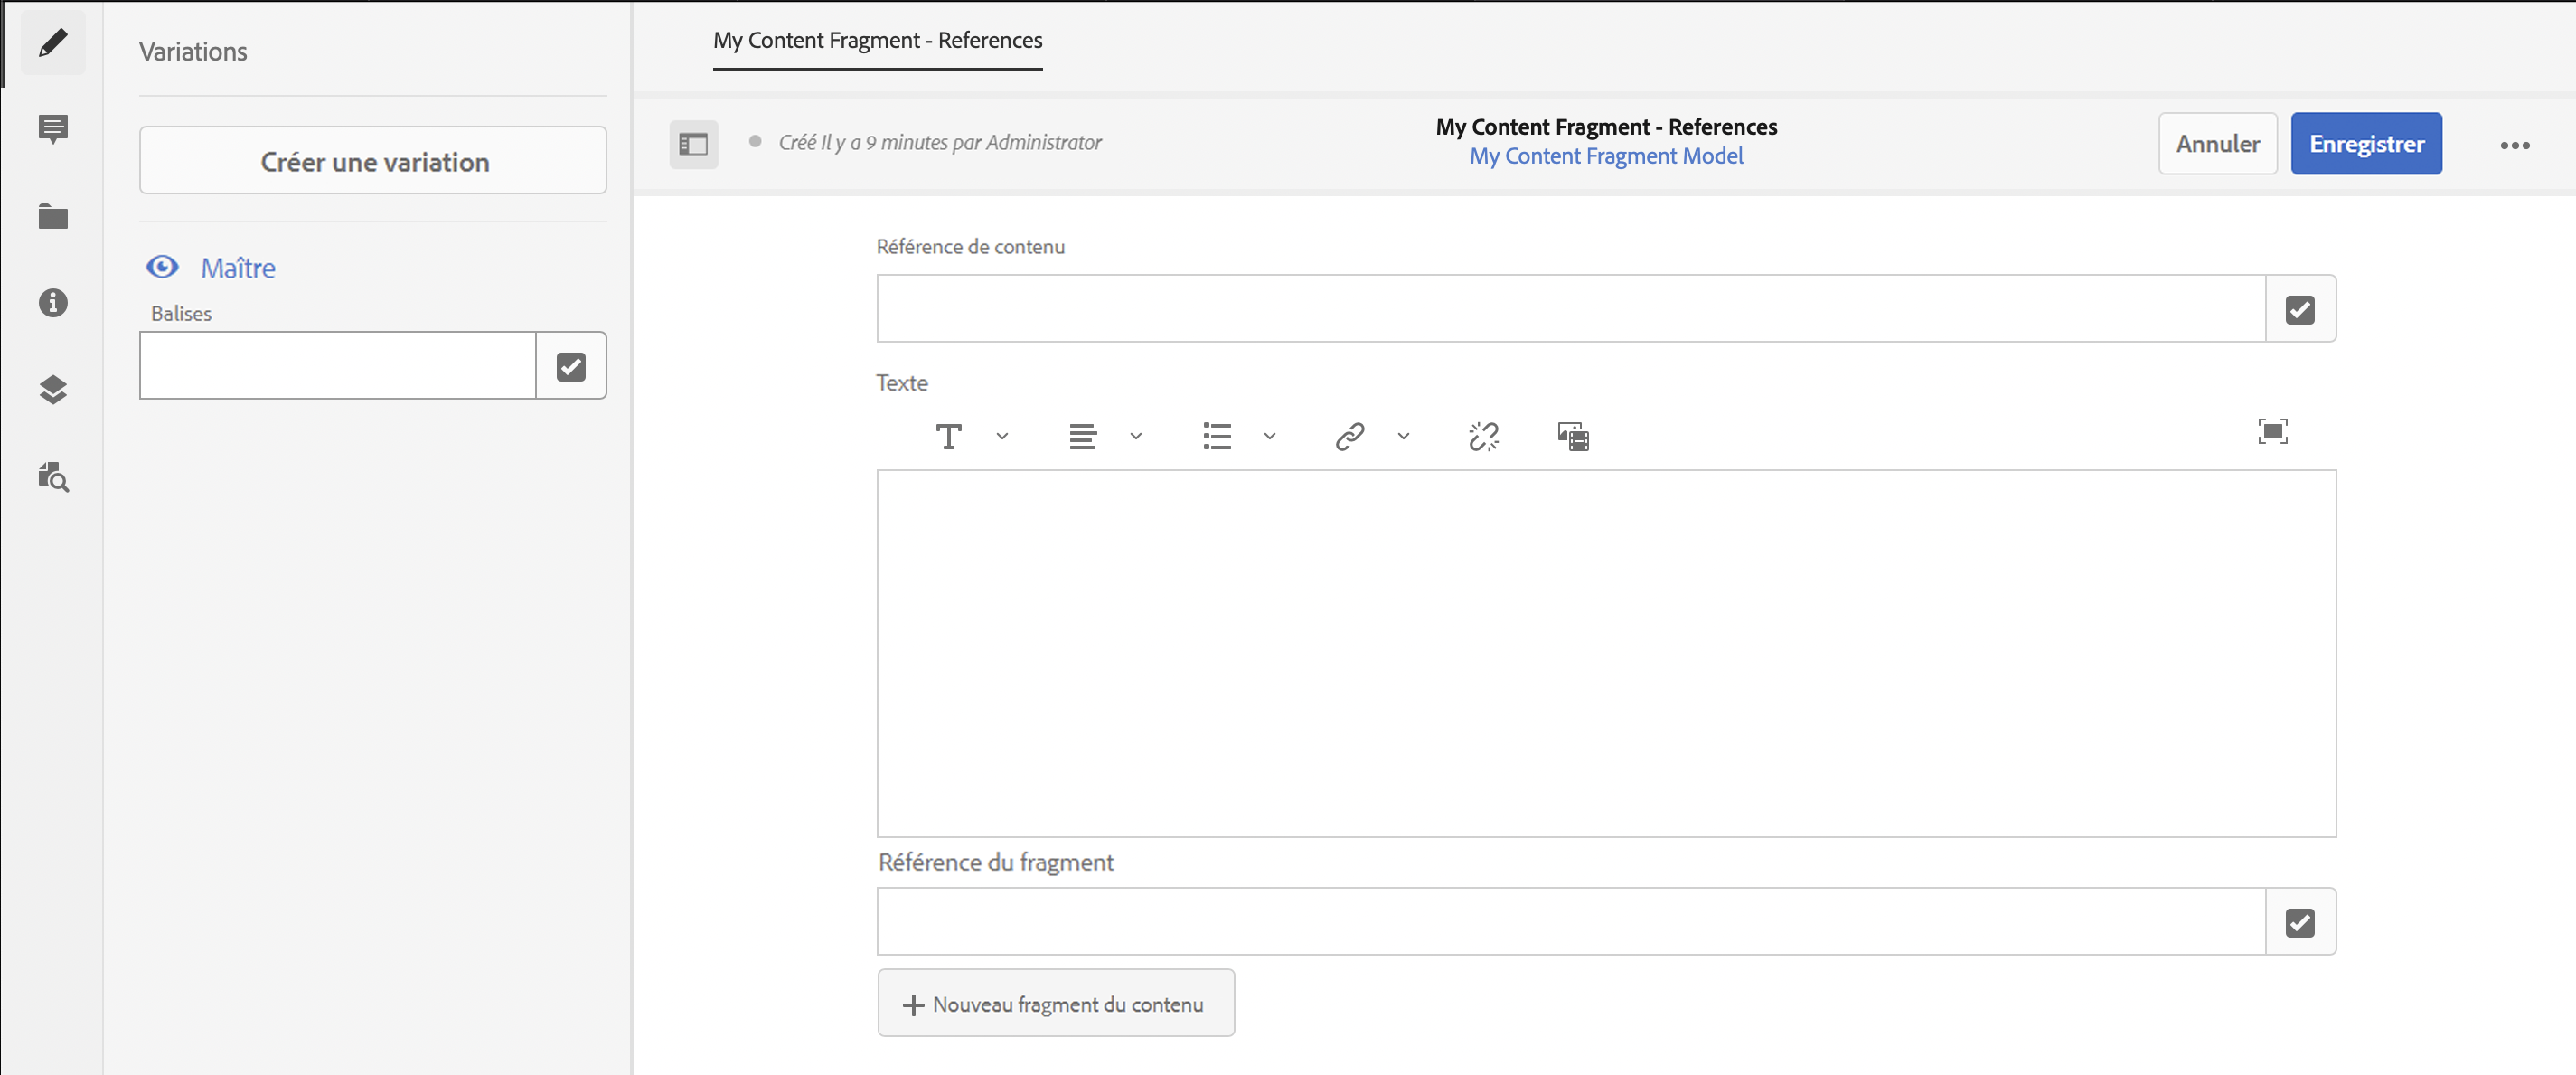 Variations
Créer une variation
Maître
Balises
My Content Fragment - References
Créé Il y a 9 minutes par Administrator
My Content Fragment - References
My Content Fragment Model
Annuler
Enregistrer
Référence de contenu
Texte
Référence du fragment
Nouveau fragment du contenu